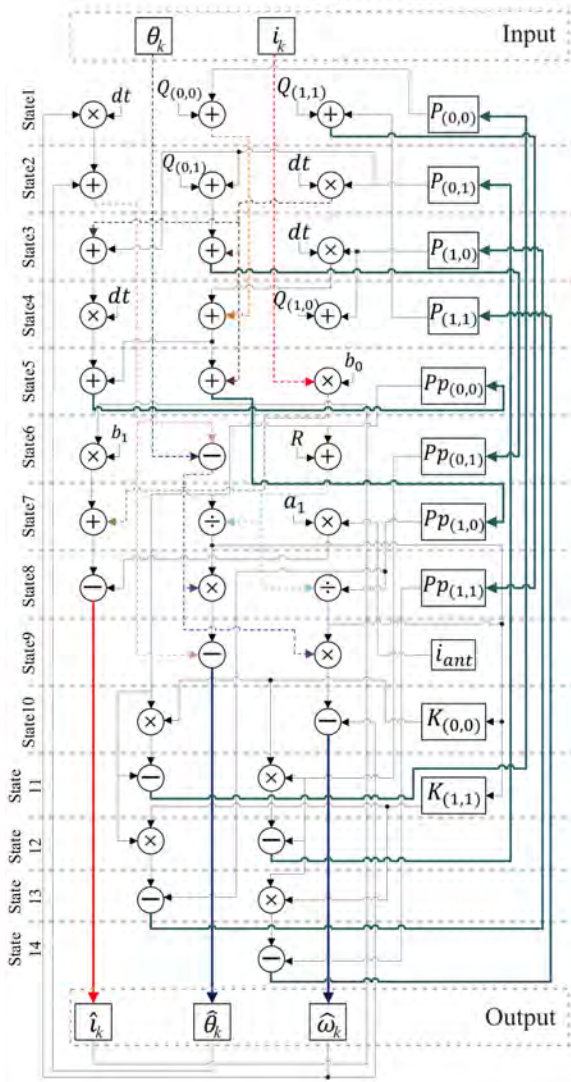 θ_k i_k Input
State1 × dt Q_(0,0) + Q_(1,1) + P_(0,0)
State2 + Q_(0,1) + dt × P_(0,1)
State3 + + dt × P_(1,0)
State4 × dt + Q_(1,0) + P_(1,1)
State5 + + × b_0 Pp_(0,0)
State6 × b_1 − R + Pp_(0,1)
State7 + ÷ a_1 × Pp_(1,0)
State8 − × ÷ Pp_(1,1)
State9 − × i_ant
State10 × − K_(0,0)
State 11 − × K_(1,1)
State 12 × −
State 13 − ×
State 14 −
î_k θ̂_k ω̂_k Output